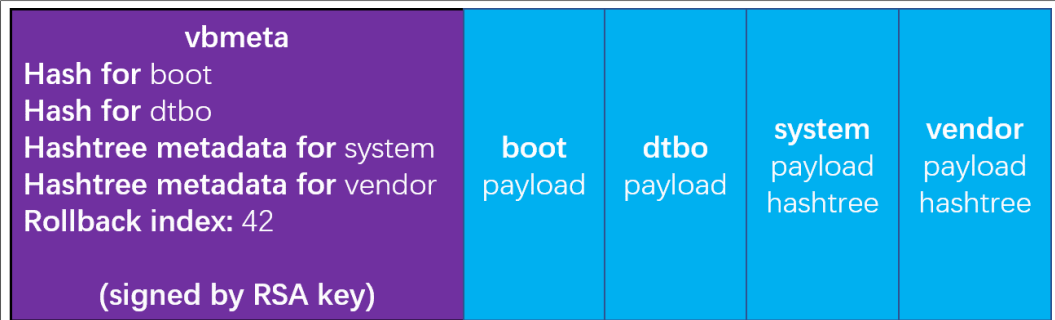 vbmeta
Hash for boot
Hash for dtbo
Hashtree metadata for system
Hashtree metadata for vendor
Rollback index: 42
(signed by RSA key)
boot
payload
dtbo
payload
system
payload
hashtree
vendor
payload
hashtree